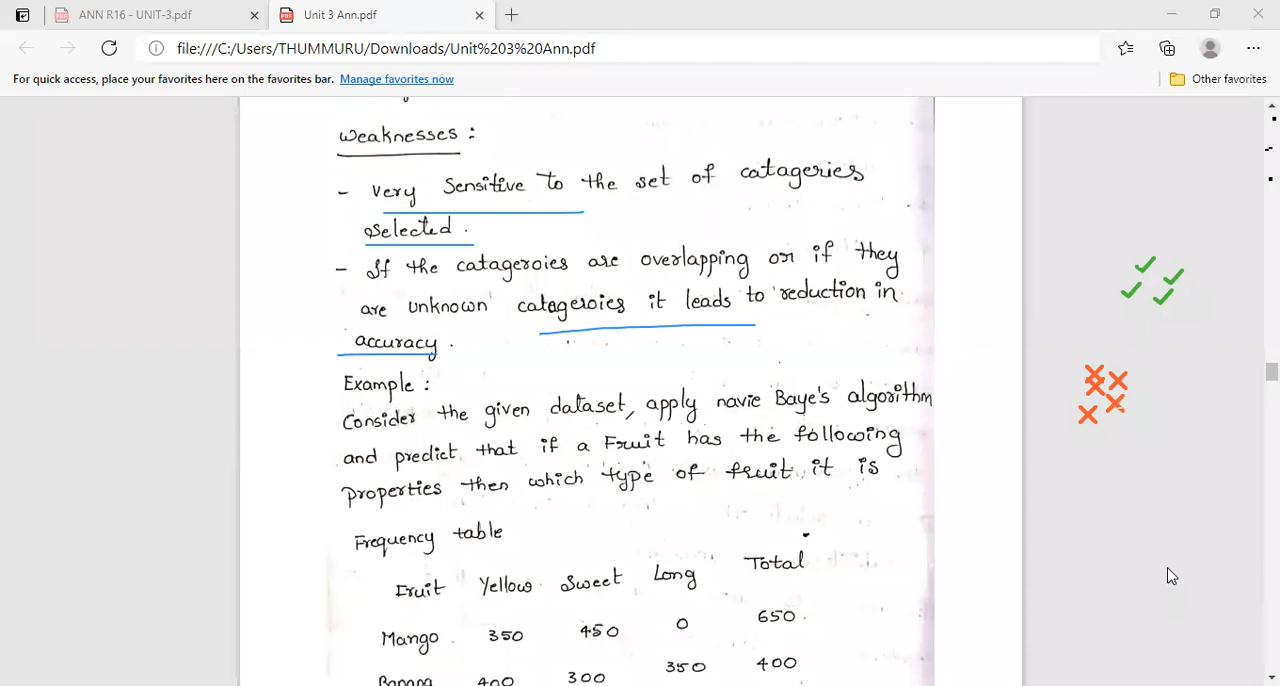 ANN R16 - UNIT-3.pdf
Unit 3 Ann.pdf
file:///C:/Users/THUMMURU/Downloads/Unit%203%20Ann.pdf
For quick access, place your favorites here on the favorites bar. Manage favorites now
Other favorites
Weaknesses :
- Very Sensitive To the set of catageries
selected.
- If the catageroies are overlapping or if they
are unknown catageroies it leads to reduction in
accuracy.
Example :
Consider the given dataset, apply navie Baye's algorithm
and predict that if a Fruit has the following
properties then which type of fruit it is
Frequency table
Fruit Yellow Sweet Long Total
Mango 350 450 0 650
Banana 400 300 350 400